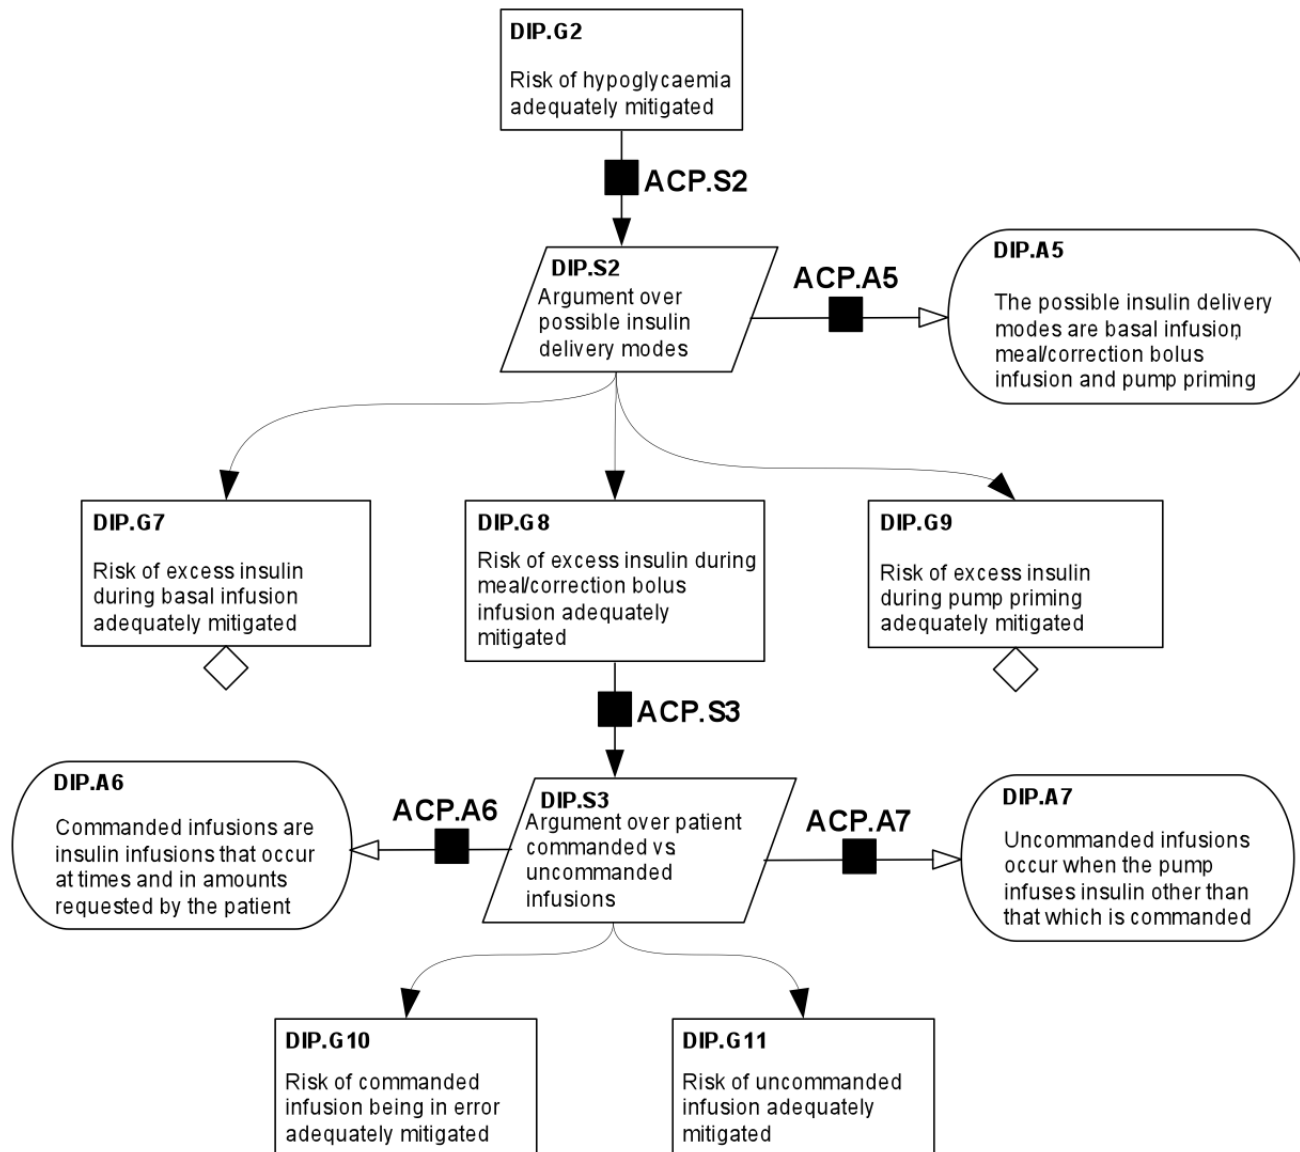 DIP.G2
Risk of hypoglycaemia
adequately mitigated
ACP.S2
DIP.S2
Argument over
possible insulin
delivery modes
ACP.A5
DIP.A5
The possible insulin delivery
modes are basal infusion,
meal/correction bolus
infusion and pump priming
DIP.G7
Risk of excess insulin
during basal infusion
adequately mitigated
DIP.G8
Risk of excess insulin during
meal/correction bolus
infusion adequately
mitigated
DIP.G9
Risk of excess insulin
during pump priming
adequately mitigated
ACP.S3
DIP.A6
Commanded infusions are
insulin infusions that occur
at times and in amounts
requested by the patient
ACP.A6
DIP.S3
Argument over patient
commanded vs
uncommanded
infusions
ACP.A7
DIP.A7
Uncommanded infusions
occur when the pump
infuses insulin other than
that which is commanded
DIP.G10
Risk of commanded
infusion being in error
adequately mitigated
DIP.G11
Risk of uncommanded
infusion adequately
mitigated